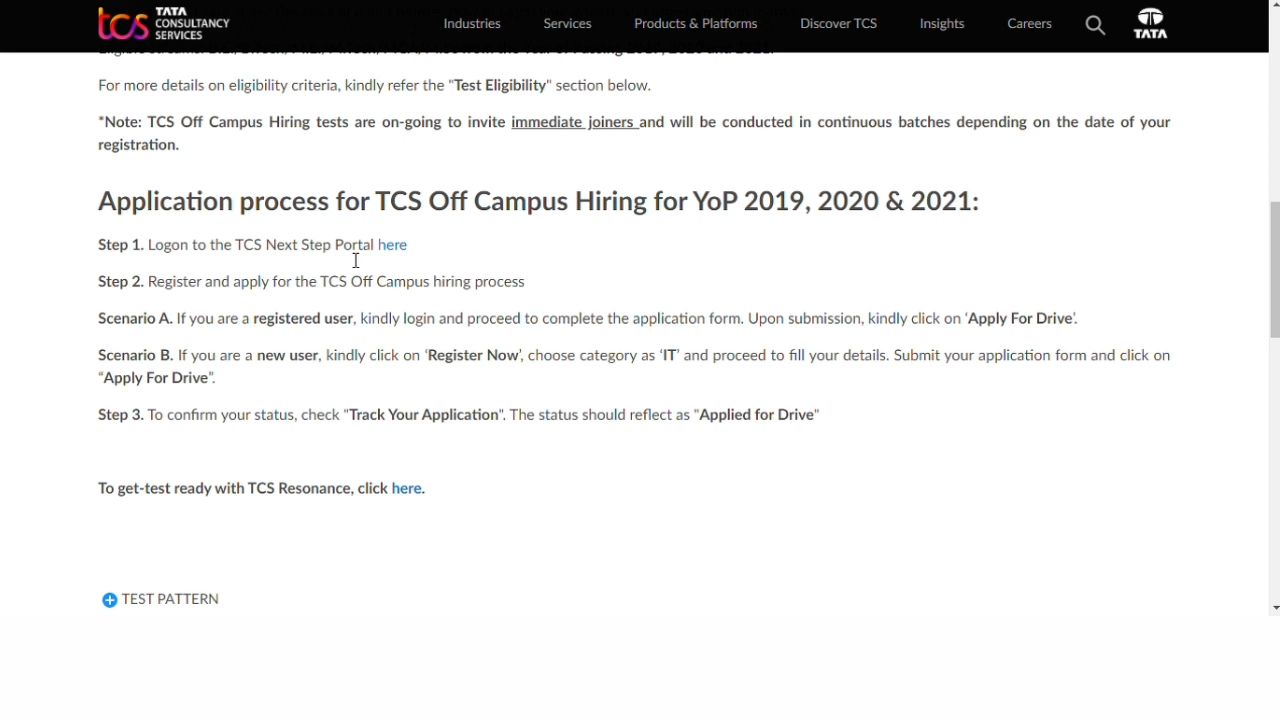 tcs TATA CONSULTANCY SERVICES
Industries Services Products & Platforms Discover TCS Insights Careers
TATA
For more details on eligibility criteria, kindly refer the "Test Eligibility" section below.
*Note: TCS Off Campus Hiring tests are on-going to invite immediate joiners and will be conducted in continuous batches depending on the date of your
registration.
Application process for TCS Off Campus Hiring for YoP 2019, 2020 & 2021:
Step 1. Logon to the TCS Next Step Portal here
Step 2. Register and apply for the TCS Off Campus hiring process
Scenario A. If you are a registered user, kindly login and proceed to complete the application form. Upon submission, kindly click on ‘Apply For Drive’.
Scenario B. If you are a new user, kindly click on ‘Register Now’, choose category as ‘IT’ and proceed to fill your details. Submit your application form and click on
“Apply For Drive”.
Step 3. To confirm your status, check "Track Your Application". The status should reflect as "Applied for Drive"
To get-test ready with TCS Resonance, click here.
TEST PATTERN